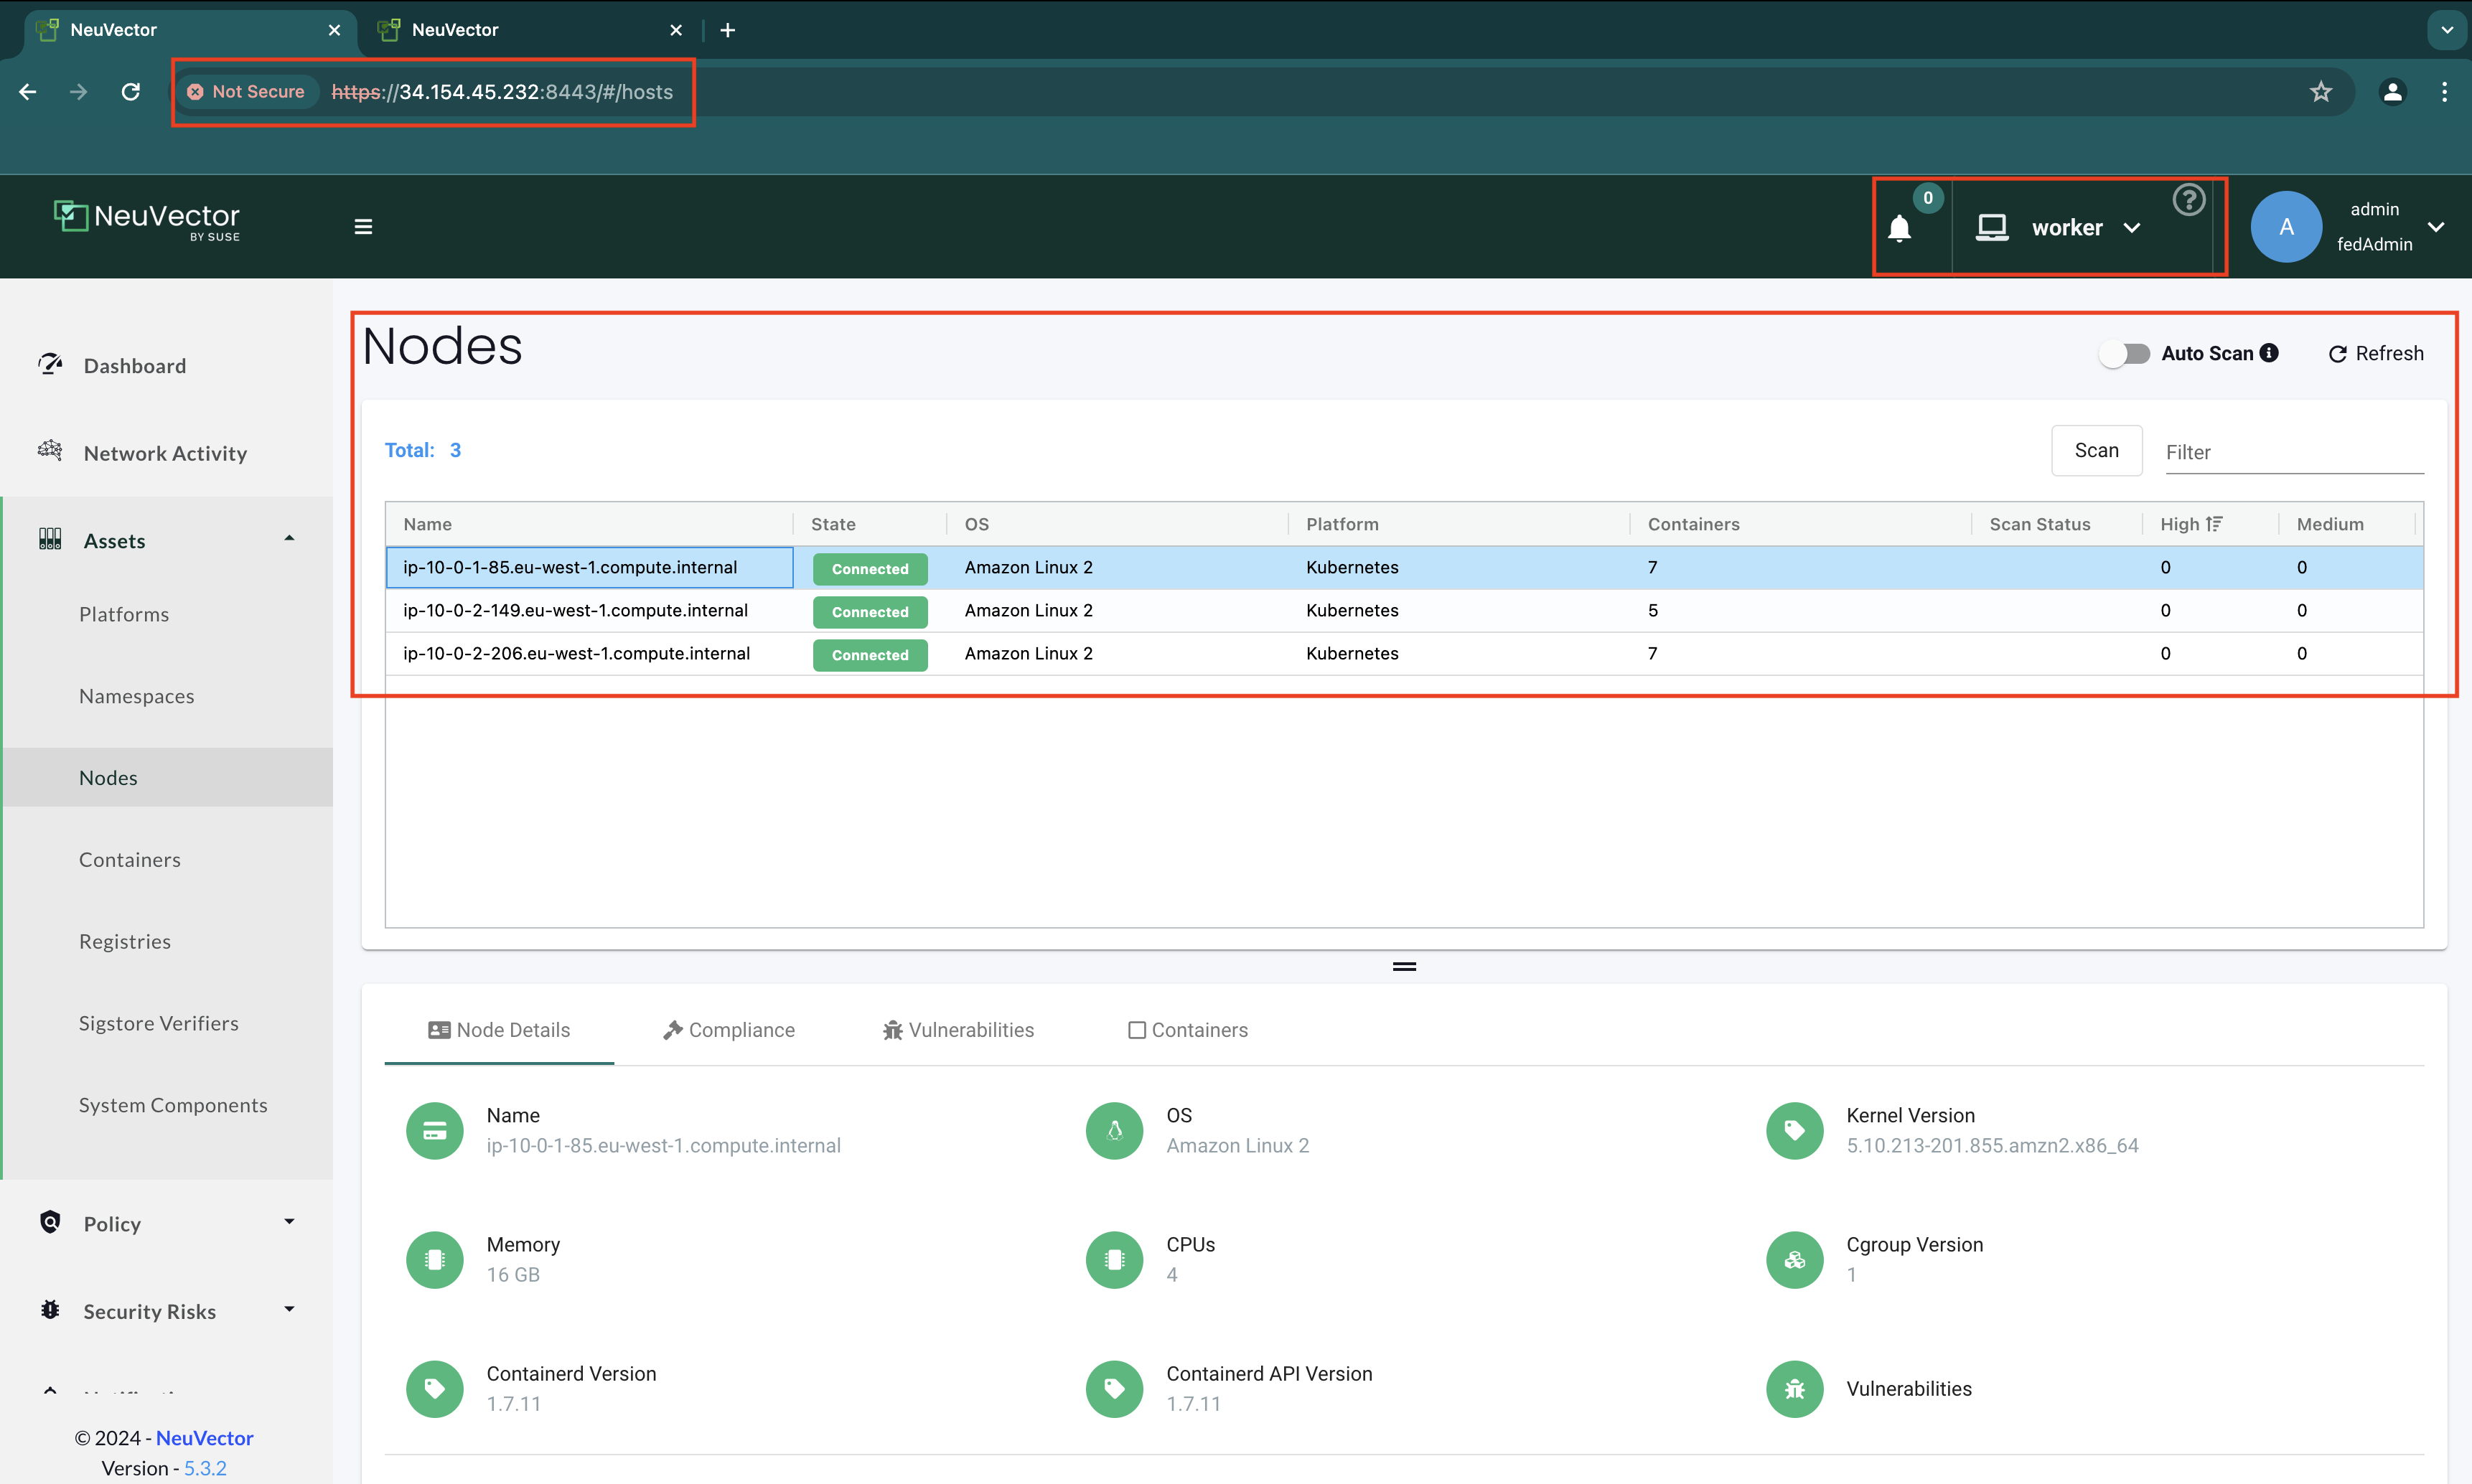 NeuVector
NeuVector
Not Secure https://34.154.45.232:8443/#/hosts
NeuVector
BY SUSE
0
worker
?
A
admin
fedAdmin
Dashboard
Network Activity
Assets
Platforms
Namespaces
Nodes
Containers
Registries
Sigstore Verifiers
System Components
Policy
Security Risks
© 2024 - NeuVector
Version - 5.3.2
Nodes
Auto Scan
Refresh
Total: 3
Scan
Filter
Name State OS Platform Containers Scan Status High Medium
ip-10-0-1-85.eu-west-1.compute.internal Connected Amazon Linux 2 Kubernetes 7 0 0
ip-10-0-2-149.eu-west-1.compute.internal Connected Amazon Linux 2 Kubernetes 5 0 0
ip-10-0-2-206.eu-west-1.compute.internal Connected Amazon Linux 2 Kubernetes 7 0 0
Node Details Compliance Vulnerabilities Containers
Name
ip-10-0-1-85.eu-west-1.compute.internal
OS
Amazon Linux 2
Kernel Version
5.10.213-201.855.amzn2.x86_64
Memory
16 GB
CPUs
4
Cgroup Version
1
Containerd Version
1.7.11
Containerd API Version
1.7.11
Vulnerabilities